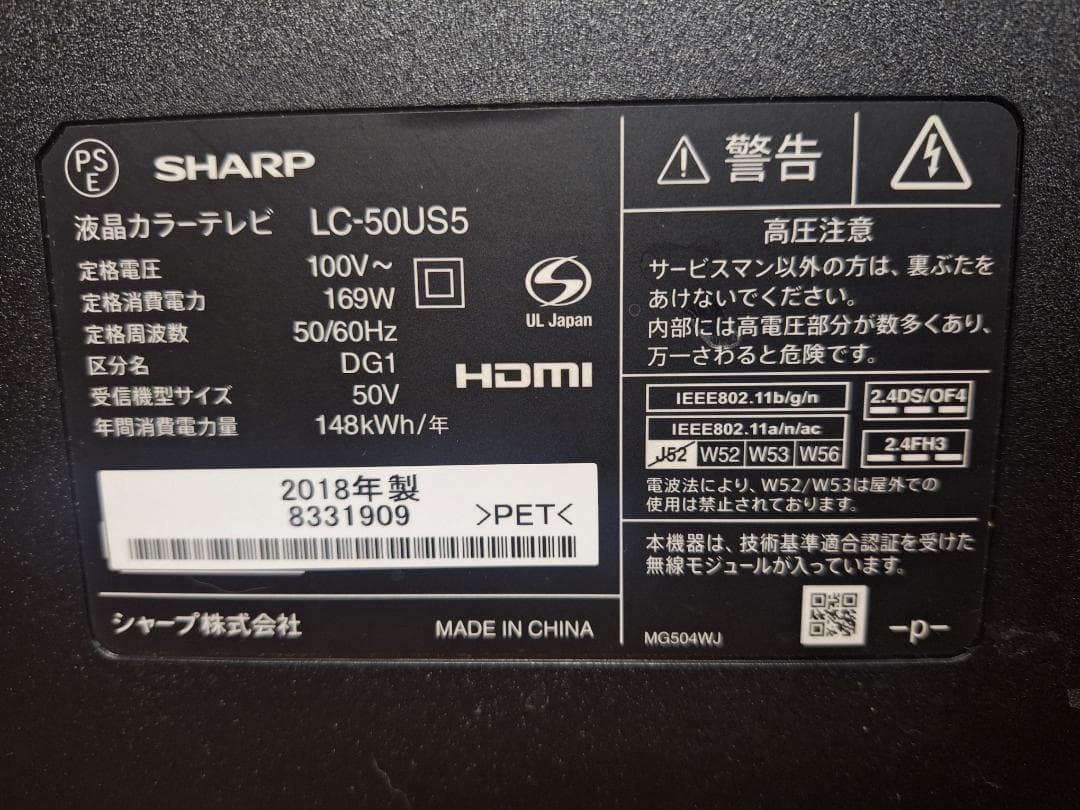 PS
E
SHARP
液晶カラーテレビ LC-50US5
定格電圧 100V~
定格消費電力 169W
定格周波数 50/60Hz
区分名 DG1
受信機型サイズ 50V
年間消費電力量 148kWh/年
UL Japan
HDMI
2018年製
8331909 >PET<
シャープ株式会社 MADE IN CHINA
警告
高圧注意
サービスマン以外の方は、裏ぶたを
あけないでください。
内部には高電圧部分が数多くあり、
万一さわると危険です。
IEEE802.11b/g/n
IEEE802.11a/n/ac
J52 W52 W53 W56
2.4DS/OF4
2.4FH3
電波法により、W52/W53は屋外での
使用は禁止されております。
本機器は、技術基準適合認証を受けた
無線モジュールが入っています。
MG504WJ -p-